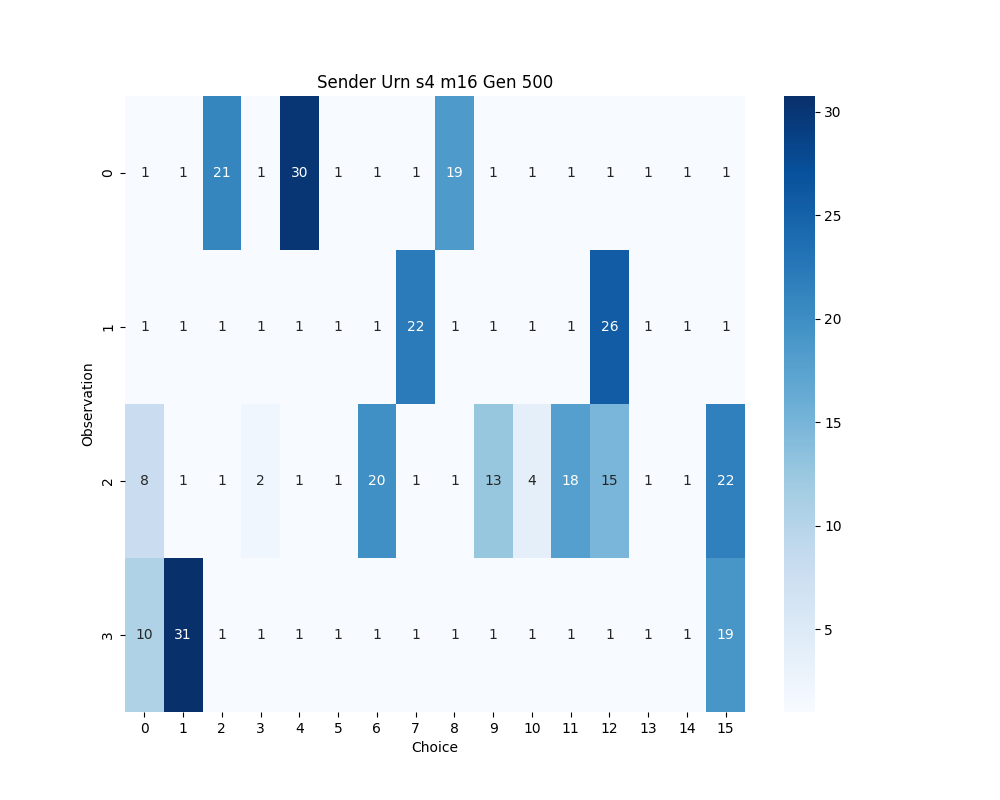 Sender Urn s4 m16 Gen 500
0 1 1 21 1 30 1 1 1 19 1 1 1 1 1 1 1
1 1 1 1 1 1 1 1 22 1 1 1 1 26 1 1 1
2 8 1 1 2 1 1 20 1 1 13 4 18 15 1 1 22
3 10 31 1 1 1 1 1 1 1 1 1 1 1 1 1 19
0 1 2 3 4 5 6 7 8 9 10 11 12 13 14 15
Choice
Observation
30
25
20
15
10
5